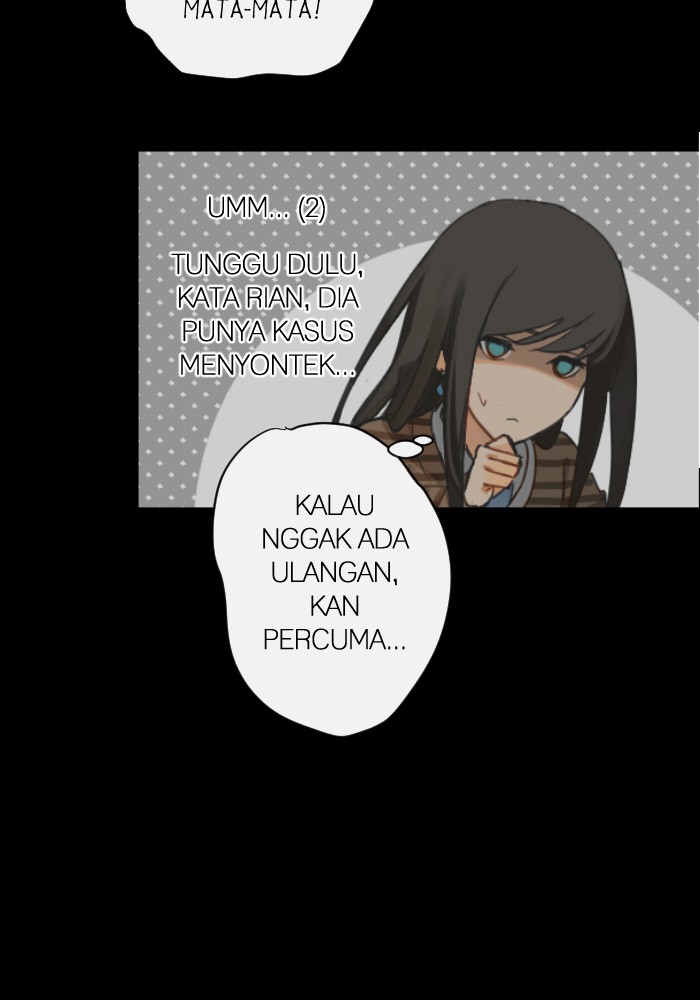 MATA-MATA!
UMM... (2)
TUNGGU DULU,
KATA RIAN, DIA
PUNYA KASUS
MENYONTEK...
KALAU
NGGAK ADA
ULANGAN,
KAN
PERCUMA...